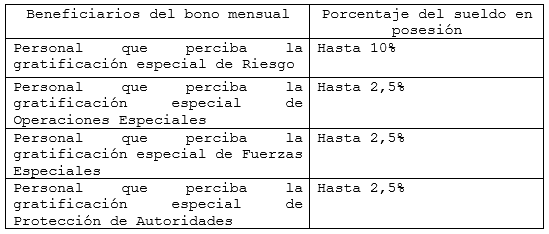 Beneficiarios del bono mensual
Porcentaje del sueldo en
posesión
Personal que perciba la
gratificación especial de Riesgo
Hasta 10%
Personal que perciba la
gratificación especial de
Operaciones Especiales
Hasta 2,5%
Personal que perciba la
gratificación especial de Fuerzas
Especiales
Hasta 2,5%
Personal que perciba la
gratificación especial de
Protección de Autoridades
Hasta 2,5%